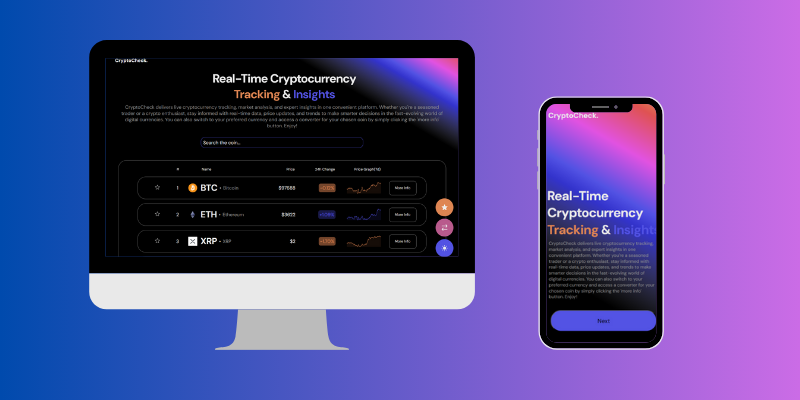 CryptoCheck.
Real-Time Cryptocurrency
Tracking & Insights
CryptoCheck delivers live cryptocurrency tracking, market analysis, and expert insights in one convenient platform. Whether you're a seasoned
trader or a crypto enthusiast, stay informed with real-time data, price updates, and trends to make smarter decisions in the fast-evolving world of
digital currencies. You can also switch to your preferred currency and access a converter for your chosen coin by simply clicking the more info
button. Enjoy!
Search the coin...
# Name Price 24h Change Price Graph(7d)
1 BTC • Bitcoin More Info
2 ETH • Ethereum $3622 More Info
3 XRP • XRP $2 More Info
CryptoCheck.
Real-Time
Cryptocurrency
Tracking & Insights
CryptoCheck delivers live cryptocurrency tracking,
market analysis, and expert insights in one
convenient platform. Whether you're a seasoned
trader or a crypto enthusiast, stay informed with
real-time data, price updates, and trends to make
smarter decisions in the fast-evolving world of
digital currencies. You can also switch to your
preferred currency and access a converter for your
chosen coin by simply clicking the more info
button. Enjoy!
Next